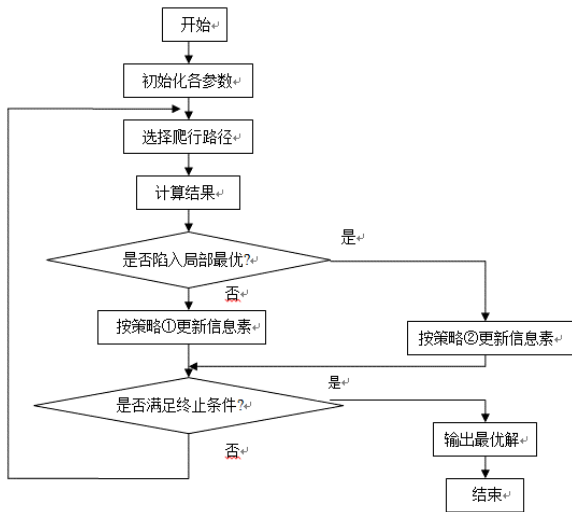 开始
初始化各参数
选择爬行路径
计算结果
是否陷入局部最优?
是
否
按策略①更新信息素
按策略②更新信息素
是否满足终止条件?
是
否
输出最优解
结束